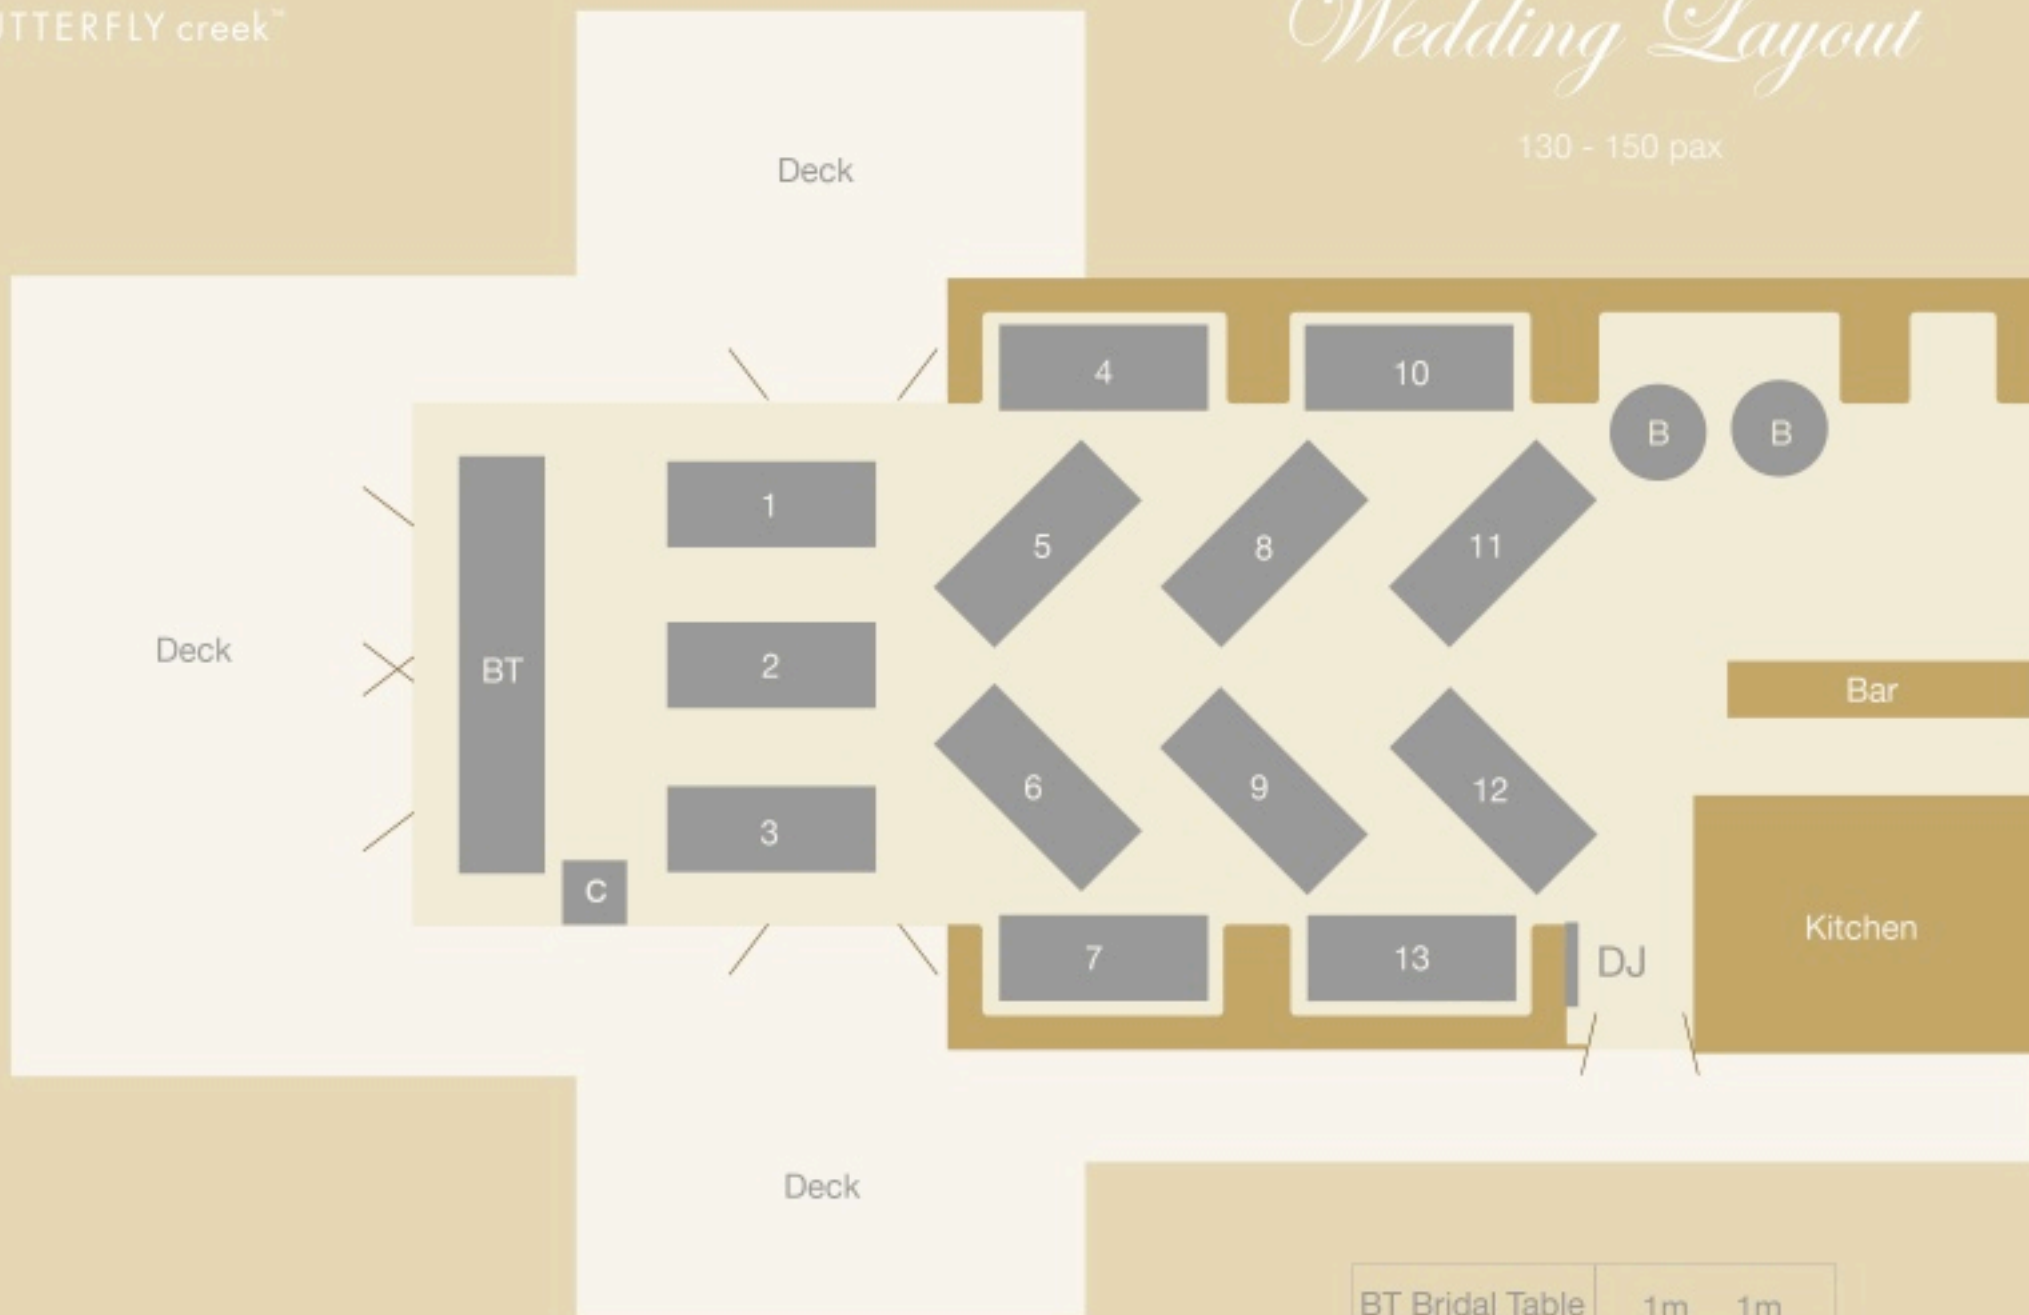 UTTERFLY creek™
Wedding Layout
130 - 150 pax
Deck
4
10
B
B
1
5
8
11
Deck
BT
2
Bar
6
9
12
3
C
7
13
DJ
Kitchen
Deck
BT Bridal Table
1m
1m